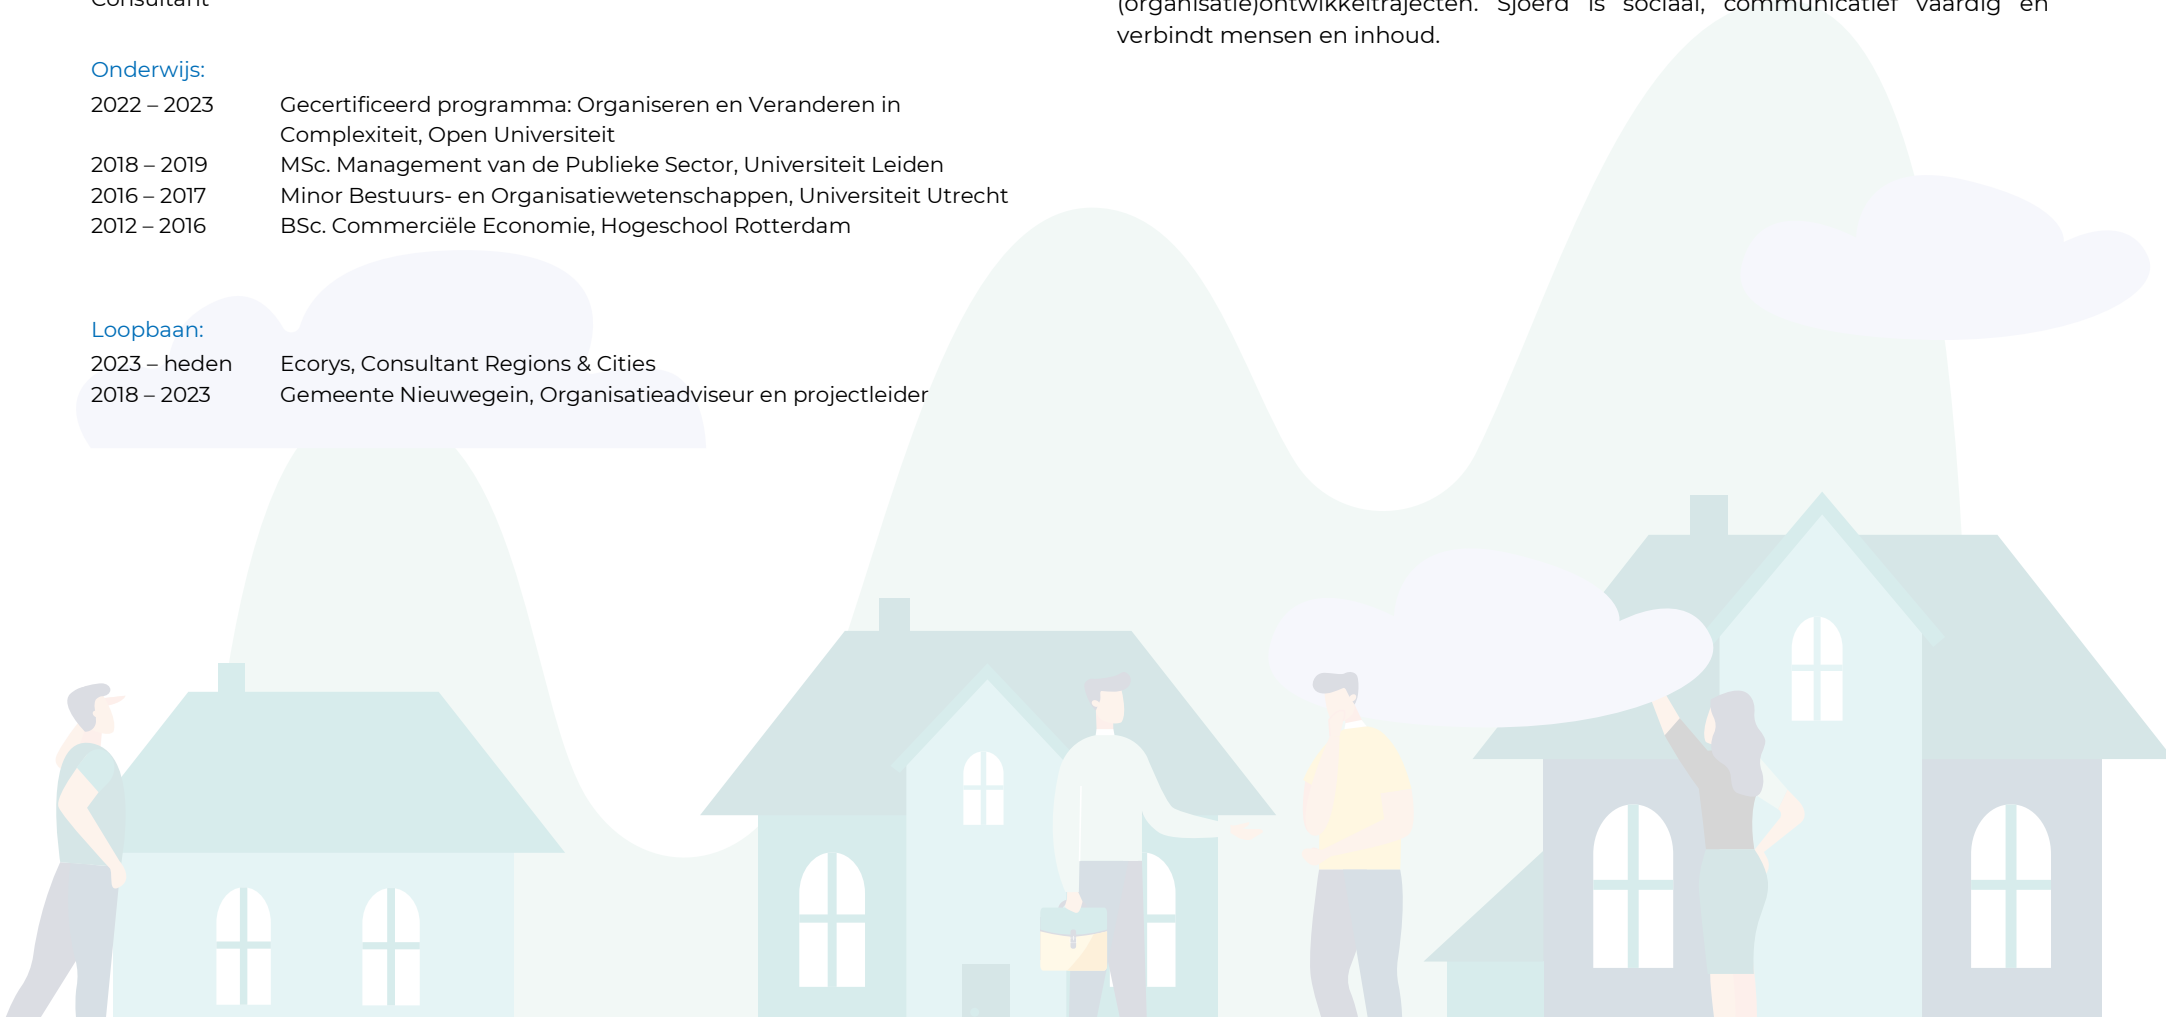 Consultant
Onderwijs:
2022 – 2023 Gecertificeerd programma: Organiseren en Veranderen in
Complexiteit, Open Universiteit
2018 – 2019 MSc. Management van de Publieke Sector, Universiteit Leiden
2016 – 2017 Minor Bestuurs- en Organisatiewetenschappen, Universiteit Utrecht
2012 – 2016 BSc. Commerciële Economie, Hogeschool Rotterdam
Loopbaan:
2023 – heden Ecorys, Consultant Regions & Cities
2018 – 2023 Gemeente Nieuwegein, Organisatieadviseur en projectleider
(organisatie)ontwikkeltrajecten. Sjoerd is sociaal, communicatief vaardig en
verbindt mensen en inhoud.